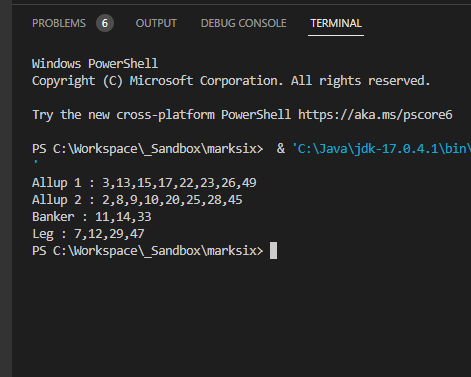 PROBLEMS 6 OUTPUT DEBUG CONSOLE TERMINAL
Windows PowerShell
Copyright (C) Microsoft Corporation. All rights reserved.
Try the new cross-platform PowerShell https://aka.ms/pscore6
PS C:\Workspace\_Sandbox\marksix>  & 'C:\Java\jdk-17.0.4.1\bin\
'
Allup 1 : 3,13,15,17,22,23,26,49
Allup 2 : 2,8,9,10,20,25,28,45
Banker : 11,14,33
Leg : 7,12,29,47
PS C:\Workspace\_Sandbox\marksix>